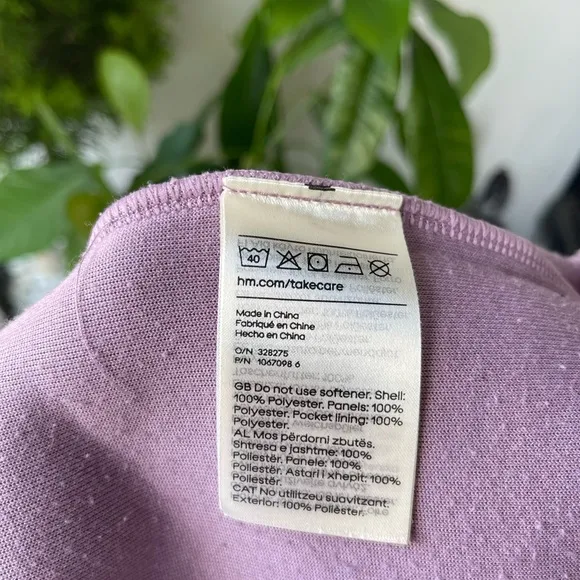 40
hm.com/takecare
Made in China
Fabriqué en Chine
Hecho en China
O/N 328275
P/N 1067098 6
GB Do not use softener. Shell:
100% Polyester. Panels: 100%
Polyester. Pocket lining: 100%
Polyester.
AL Mos përdorni zbutës.
Shtresa e jashtme: 100%
Poliestër. Panele: 100%
Poliestër. Astari i xhepit: 100%
Poliestër.
CAT No utilitzeu suavitzant.
Exterior: 100% Polièster.